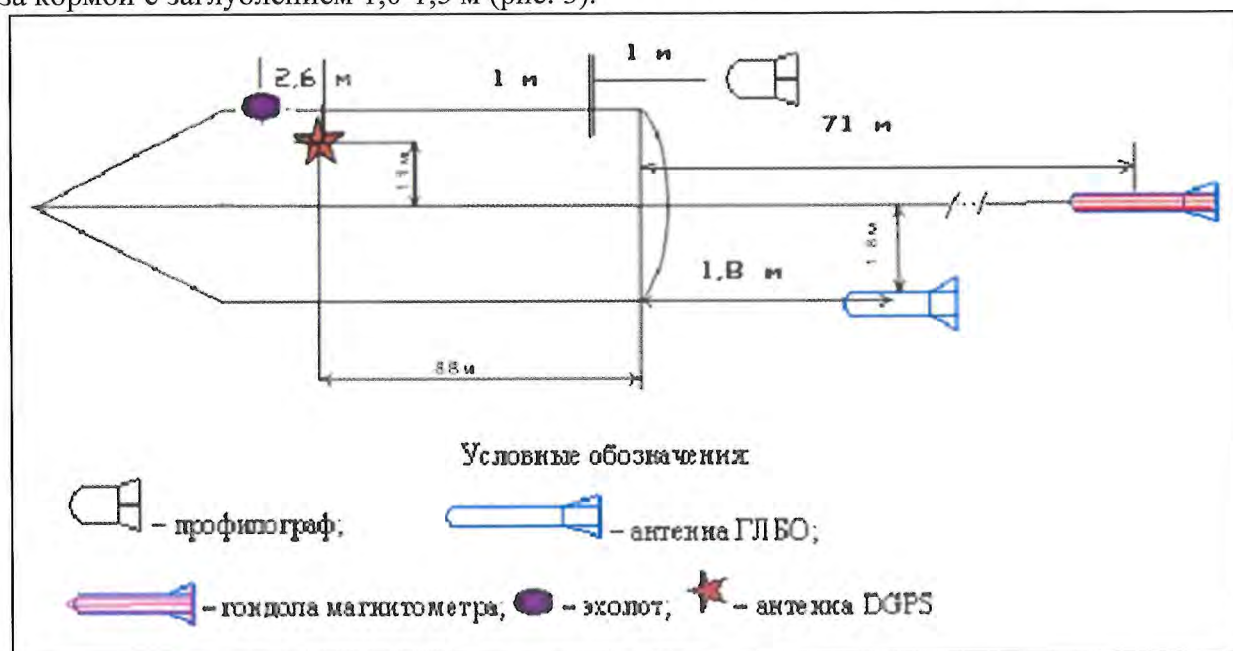 за кормой с заглублением 1,0-1,5 м (рис. 3).
2,6 м
1 м
1 м
71 м
1,8 м
Условные обозначения:
– профилограф;
– антенна ГЛБО;
– гондола магнитометра;
– эхолот;
– антенна DGPS